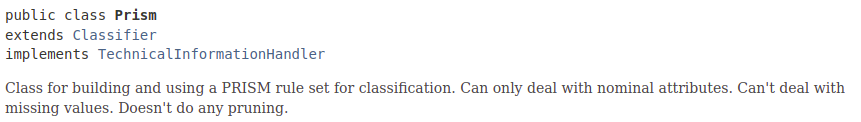 public class Prism
extends Classifier
implements TechnicalInformationHandler
Class for building and using a PRISM rule set for classification. Can only deal with nominal attributes. Can't deal with
missing values. Doesn't do any pruning.